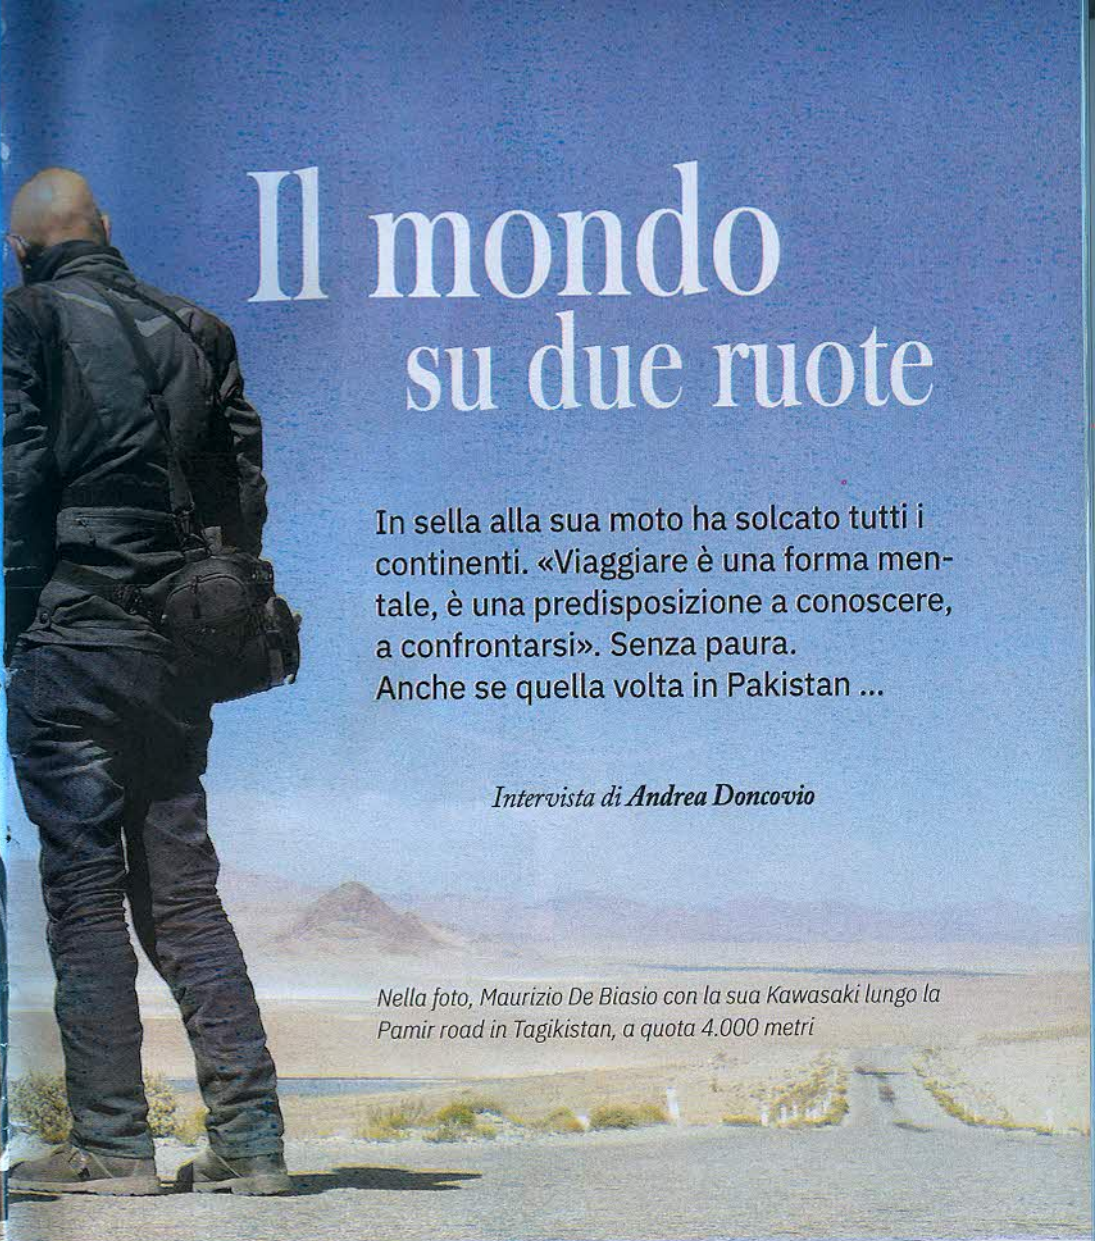 Il mondo
su due ruote
In sella alla sua moto ha solcato tutti i
continenti. «Viaggiare è una forma men-
tale, è una predisposizione a conoscere,
a confrontarsi». Senza paura.
Anche se quella volta in Pakistan ...
Intervista di Andrea Doncovio
Nella foto, Maurizio De Biasio con la sua Kawasaki lungo la
Pamir road in Tagikistan, a quota 4.000 metri